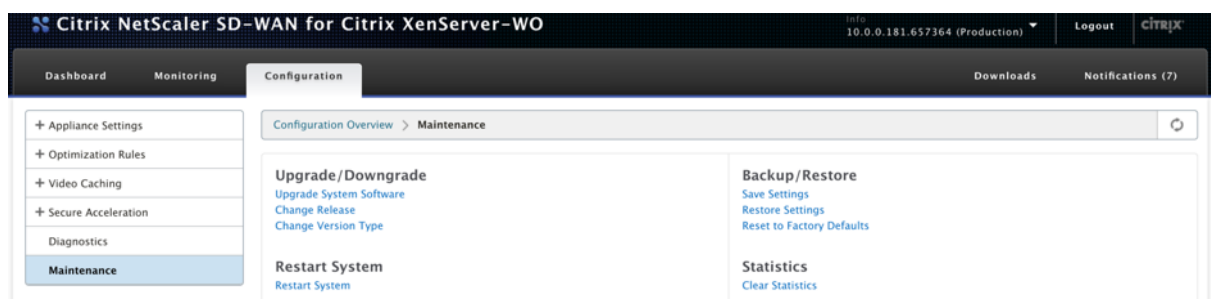 Citrix NetScaler SD-WAN for Citrix XenServer-WO
Info
10.0.0.181.657364 (Production)
Logout
CITRIX
Dashboard
Monitoring
Configuration
Downloads
Notifications (7)
+ Appliance Settings
+ Optimization Rules
+ Video Caching
+ Secure Acceleration
Diagnostics
Maintenance
Configuration Overview > Maintenance
Upgrade/Downgrade
Upgrade System Software
Change Release
Change Version Type
Restart System
Restart System
Backup/Restore
Save Settings
Restore Settings
Reset to Factory Defaults
Statistics
Clear Statistics